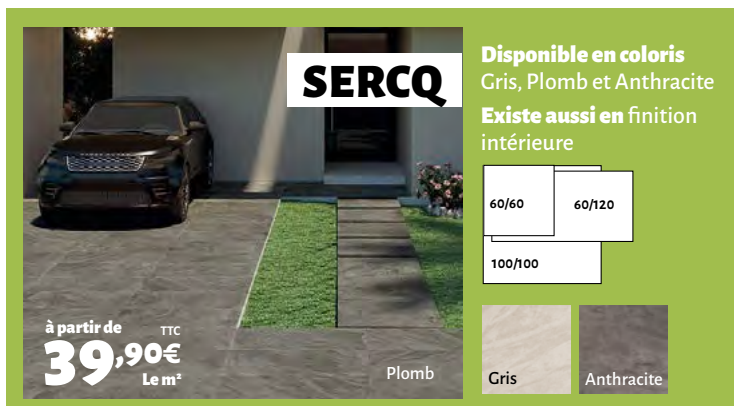 SERCQ
à partir de TTC
39,90€
Le m²
Plomb
Disponible en coloris
Gris, Plomb et Anthracite
Existe aussi en finition
intérieure
60/60
60/120
100/100
Gris
Anthracite